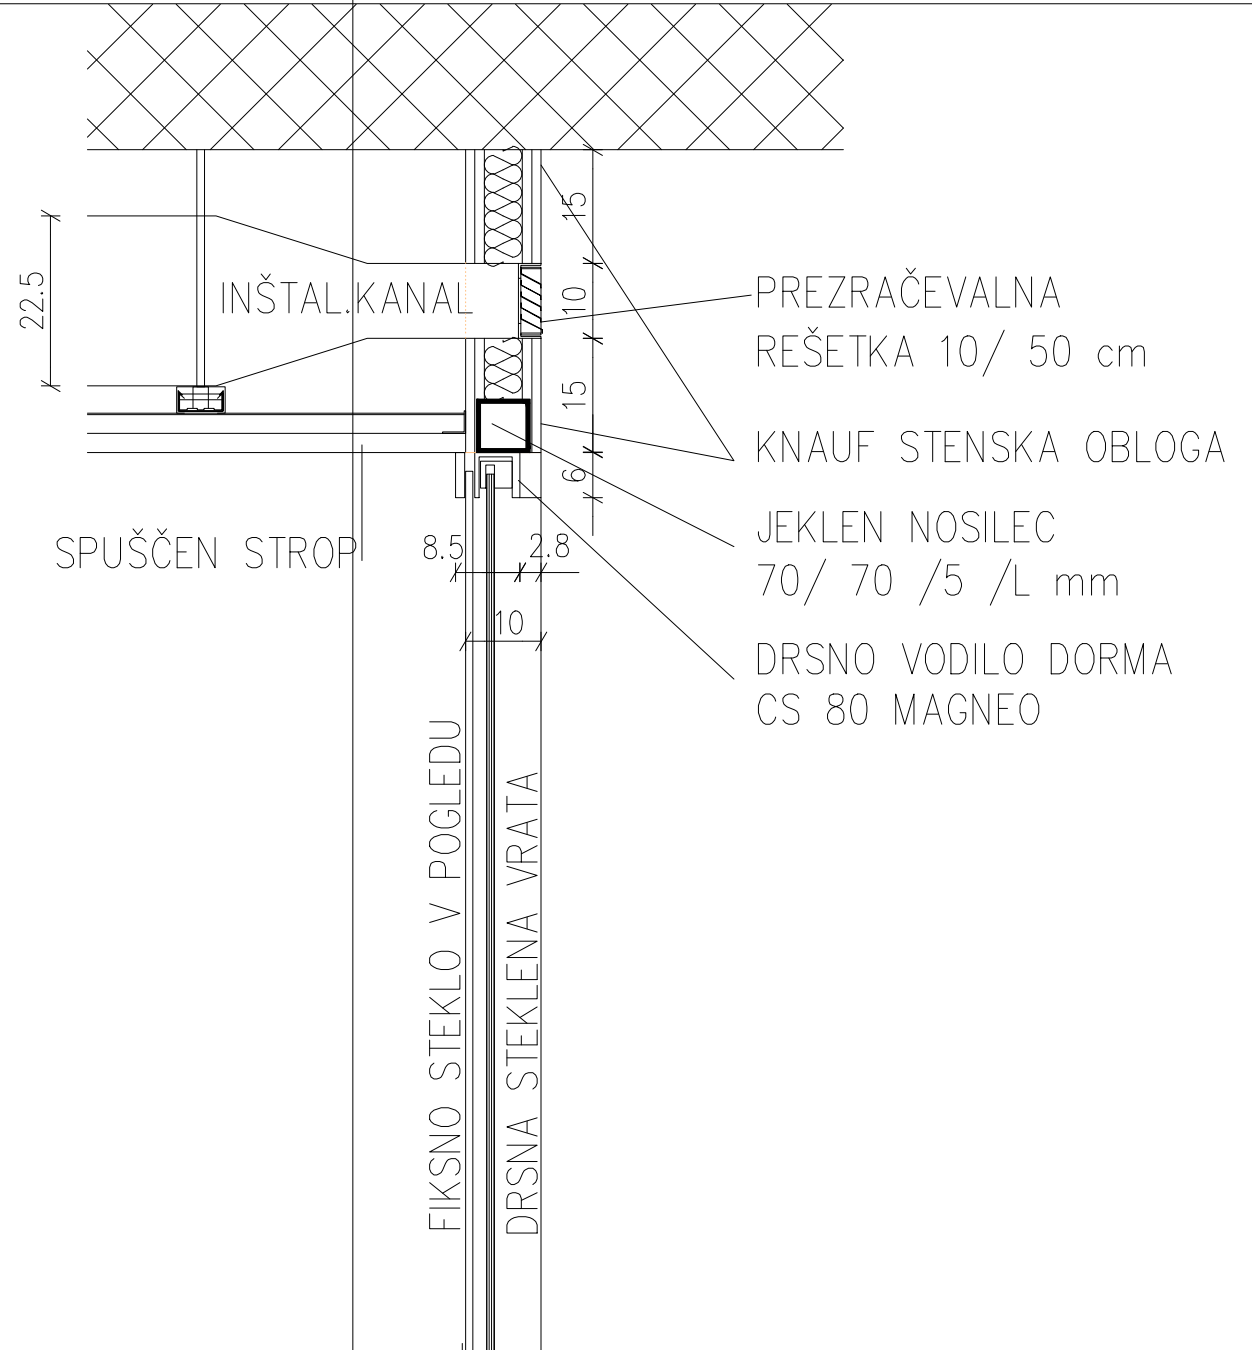 15
22.5
INŠTAL.KANAL
10
PREZRAČEVALNA
REŠETKA 10/ 50 cm
15
KNAUF STENSKA OBLOGA
6
JEKLEN NOSILEC
70/ 70 /5 /L mm
SPUŠČEN STROP
8.5
2.8
10
DRSNO VODILO DORMA
CS 80 MAGNEO
FIKSNO STEKLO V POGLEDU
DRSNA STEKLENA VRATA